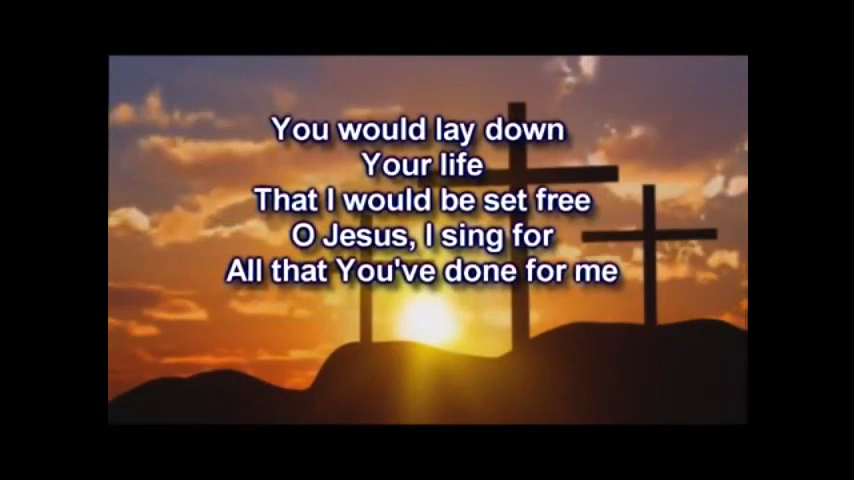 You would lay down
Your life
That I would be set free
O Jesus, I sing for
All that You've done for me